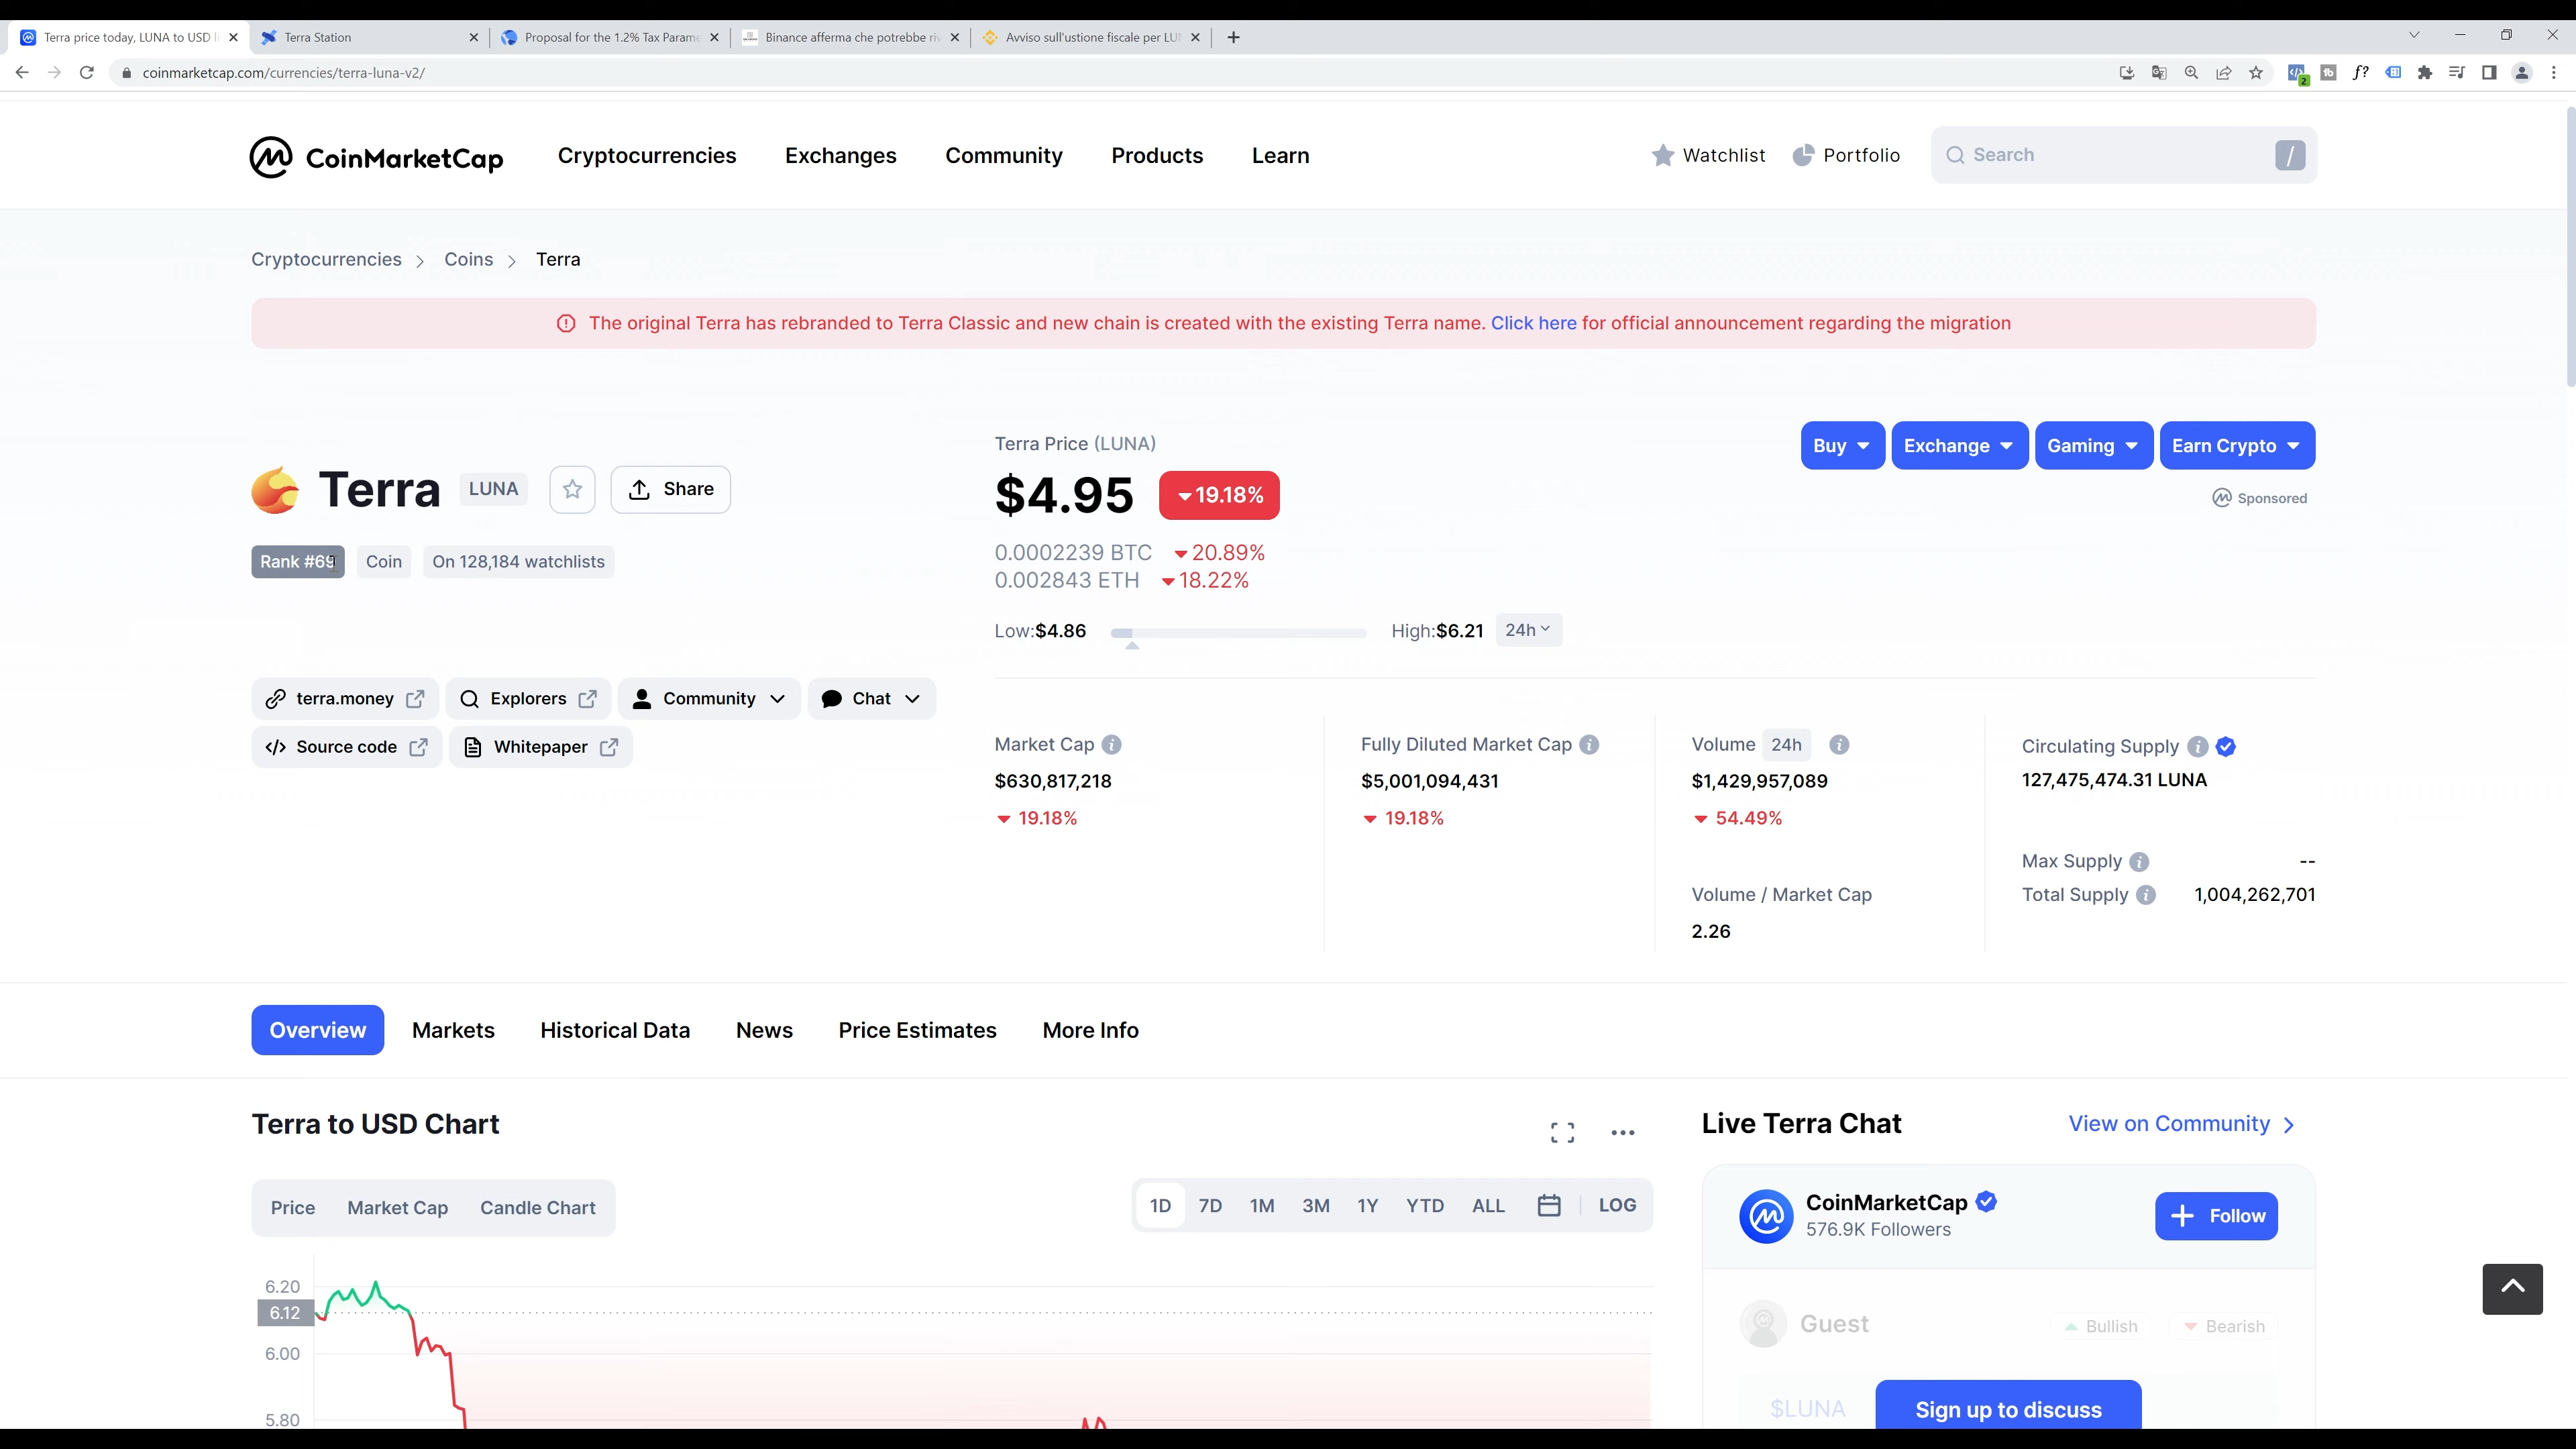 Terra price today, LUNA to USD li
Terra Station
Proposal for the 1.2% Tax Parame
Binance afferma che potrebbe riv
Avviso sull'ustione fiscale per LUN
coinmarketcap.com/currencies/terra-luna-v2/
2
CoinMarketCap
Cryptocurrencies
Exchanges
Community
Products
Learn
Watchlist
Portfolio
Search
/
Cryptocurrencies > Coins > Terra
The original Terra has rebranded to Terra Classic and new chain is created with the existing Terra name. Click here for official announcement regarding the migration
Terra LUNA
Share
Rank #69
Coin
On 128,184 watchlists
terra.money
Explorers
Community
Chat
Source code
Whitepaper
Terra Price (LUNA)
$4.95 19.18%
0.0002239 BTC 20.89%
0.002843 ETH 18.22%
Low:$4.86
High:$6.21
24h
Buy
Exchange
Gaming
Earn Crypto
Sponsored
Market Cap
$630,817,218
19.18%
Fully Diluted Market Cap
$5,001,094,431
19.18%
Volume 24h
$1,429,957,089
54.49%
Volume / Market Cap
2.26
Circulating Supply
127,475,474.31 LUNA
Max Supply --
Total Supply 1,004,262,701
Overview
Markets
Historical Data
News
Price Estimates
More Info
Terra to USD Chart
Price
Market Cap
Candle Chart
1D
7D
1M
3M
1Y
YTD
ALL
LOG
6.20
6.12
6.00
5.80
Live Terra Chat
View on Community >
CoinMarketCap
576.9K Followers
+ Follow
Guest
Bullish
Bearish
$LUNA
Sign up to discuss